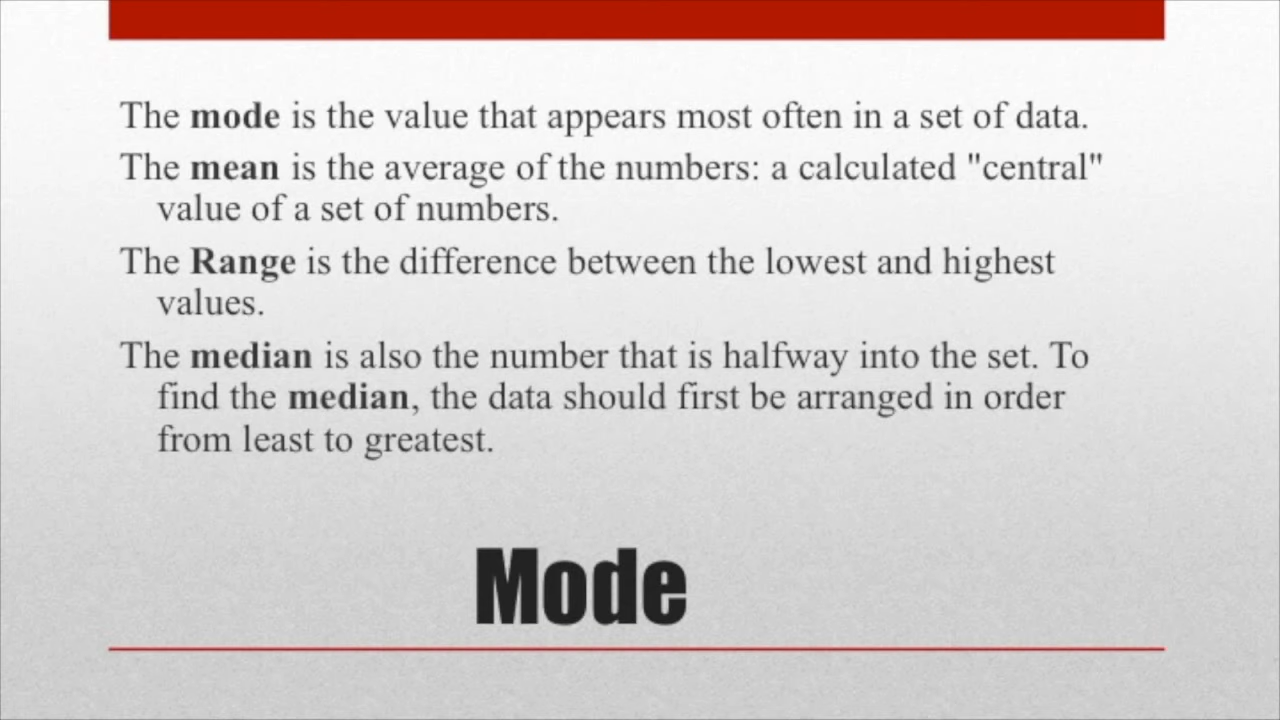 The mode is the value that appears most often in a set of data.
The mean is the average of the numbers: a calculated "central"
value of a set of numbers.
The Range is the difference between the lowest and highest
values.
The median is also the number that is halfway into the set. To
find the median, the data should first be arranged in order
from least to greatest.
Mode